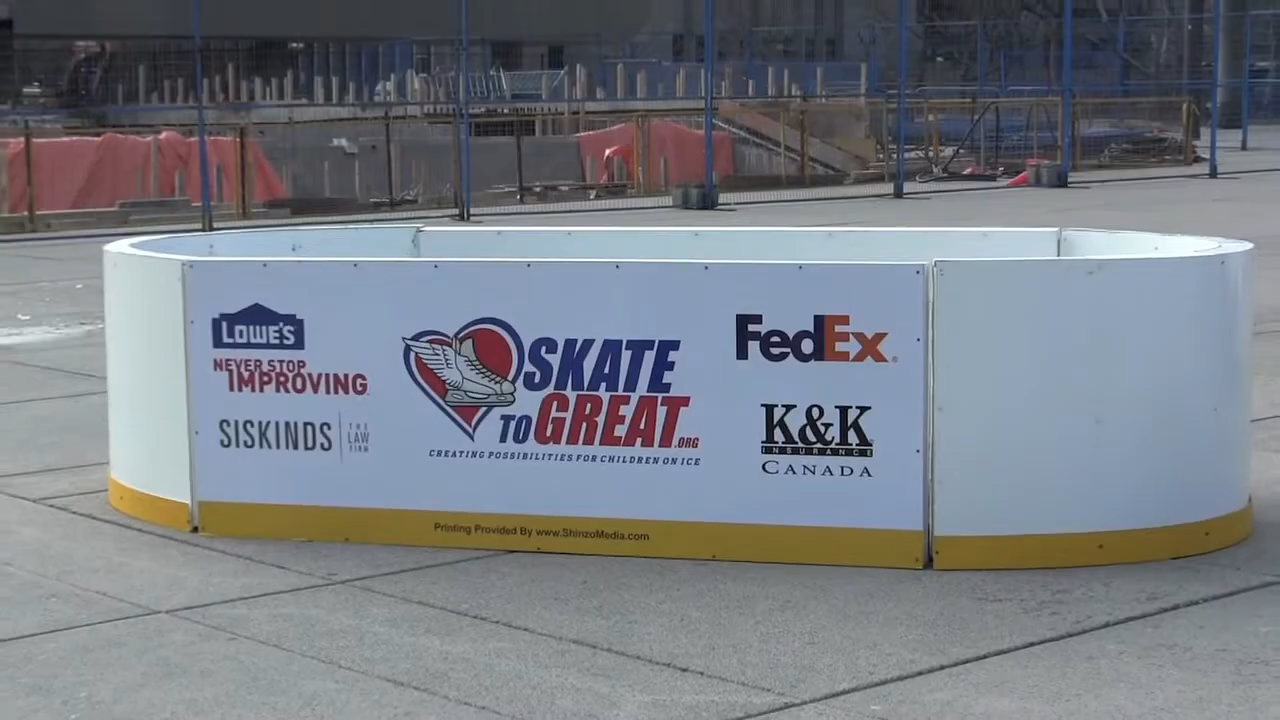 LOWE'S
NEVER STOP
IMPROVING
SISKINDS
THE
LAW
FIRM
SKATE
TO GREAT.ORG
CREATING POSSIBILITIES FOR CHILDREN ON ICE
FedEx®
K&K
INSURANCE
CANADA
Printing Provided By www.ShinzoMedia.com